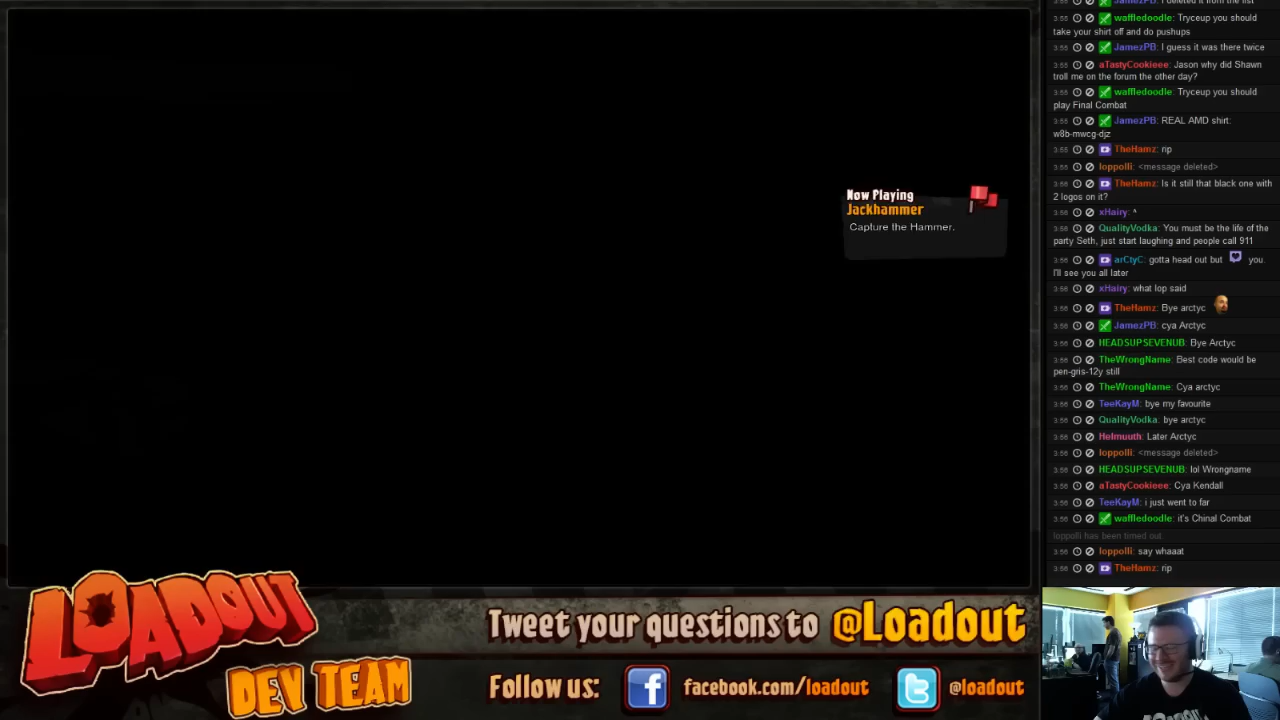 Now Playing
Jackhammer
Capture the Hammer.
3:55 waffledoodle: Tryceup you should
take your shirt off and do pushups
3:55 JamezPB: I guess it was there twice
3:55 aTastyCookieee: Jason why did Shawn
troll me on the forum the other day?
3:55 waffledoodle: Tryceup you should
play Final Combat
3:55 JamezPB: REAL AMD shirt:
w8b-mwcg-djz
3:55 TheHamz: rip
3:55 loppolli: <message deleted>
3:55 TheHamz: Is it still that black one with
2 logos on it?
3:56 xHairy: ^
3:56 QualityVodka: You must be the life of the
party Seth, just start laughing and people call 911
3:56 arCtyC: gotta head out but you.
I'll see you all later
3:56 xHairy: what lop said
3:56 TheHamz: Bye arctyc
3:56 JamezPB: cya Arctyc
3:56 HEADSUPSEVENUB: Bye Arctyc
3:56 TheWrongName: Best code would be
pen-gris-12y still
3:56 TheWrongName: Cya arctyc
3:56 TeeKayM: bye my favourite
3:56 QualityVodka: bye arctyc
3:56 Helmuuth: Later Arctyc
3:56 loppolli: <message deleted>
3:56 HEADSUPSEVENUB: lol Wrongname
3:56 aTastyCookieee: Cya Kendall
3:56 TeeKayM: i just went to far
3:56 waffledoodle: it's Chinal Combat
loppolli has been timed out.
3:56 loppolli: say whaaat
3:56 TheHamz: rip
LOADOUT
DEV TEAM
Tweet your questions to @Loadout
Follow us: facebook.com/loadout @loadout